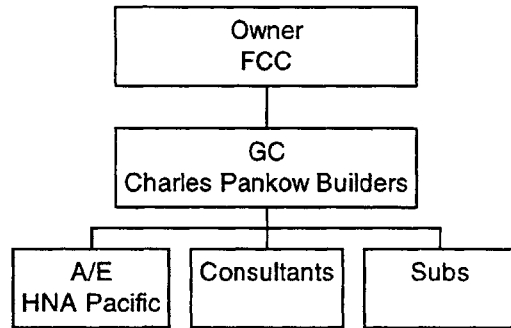 Owner
FCC
GC
Charles Pankow Builders
A/E
HNA Pacific
Consultants
Subs